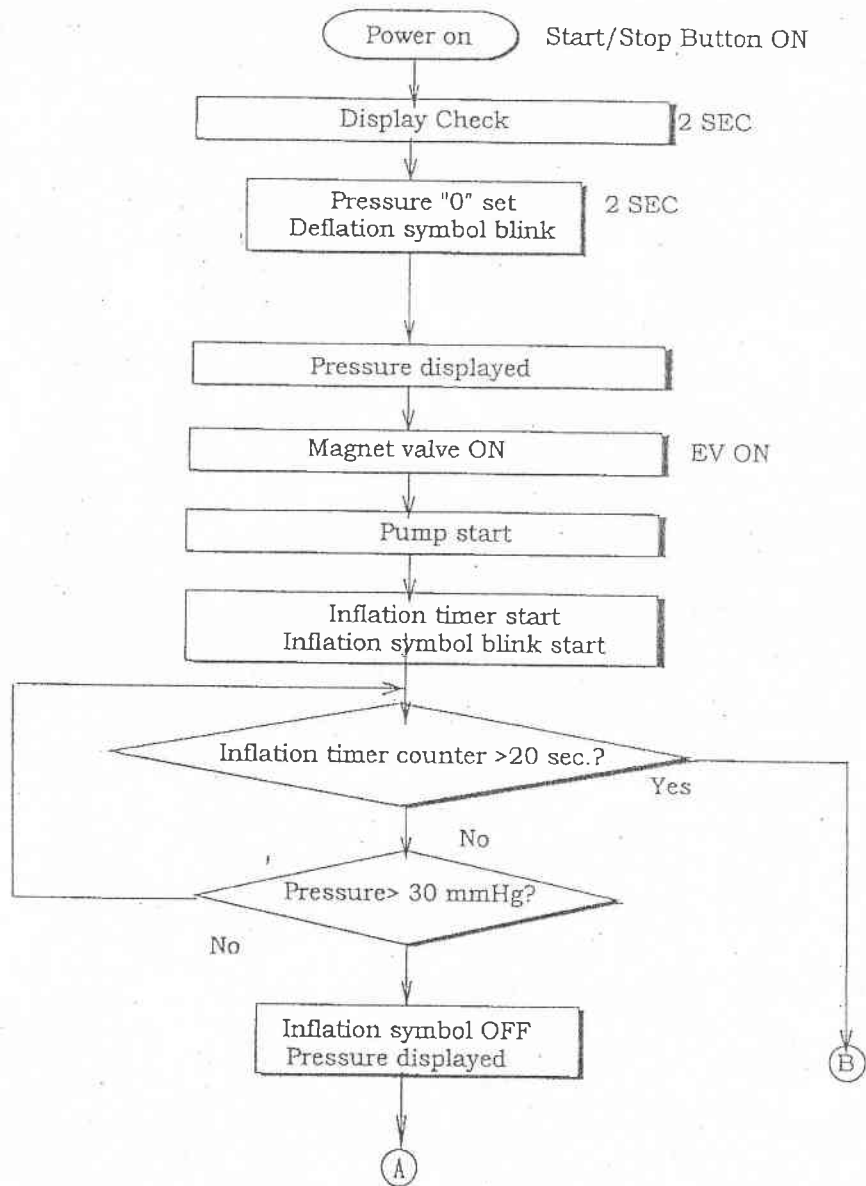 Power on
Start/Stop Button ON
Display Check
2 SEC
Pressure "0" set
Deflation symbol blink
2 SEC
Pressure displayed
Magnet valve ON
EV ON
Pump start
Inflation timer start
Inflation symbol blink start
Inflation timer counter >20 sec.?
Yes
No
Pressure> 30 mmHg?
No
Inflation symbol OFF
Pressure displayed
B
A